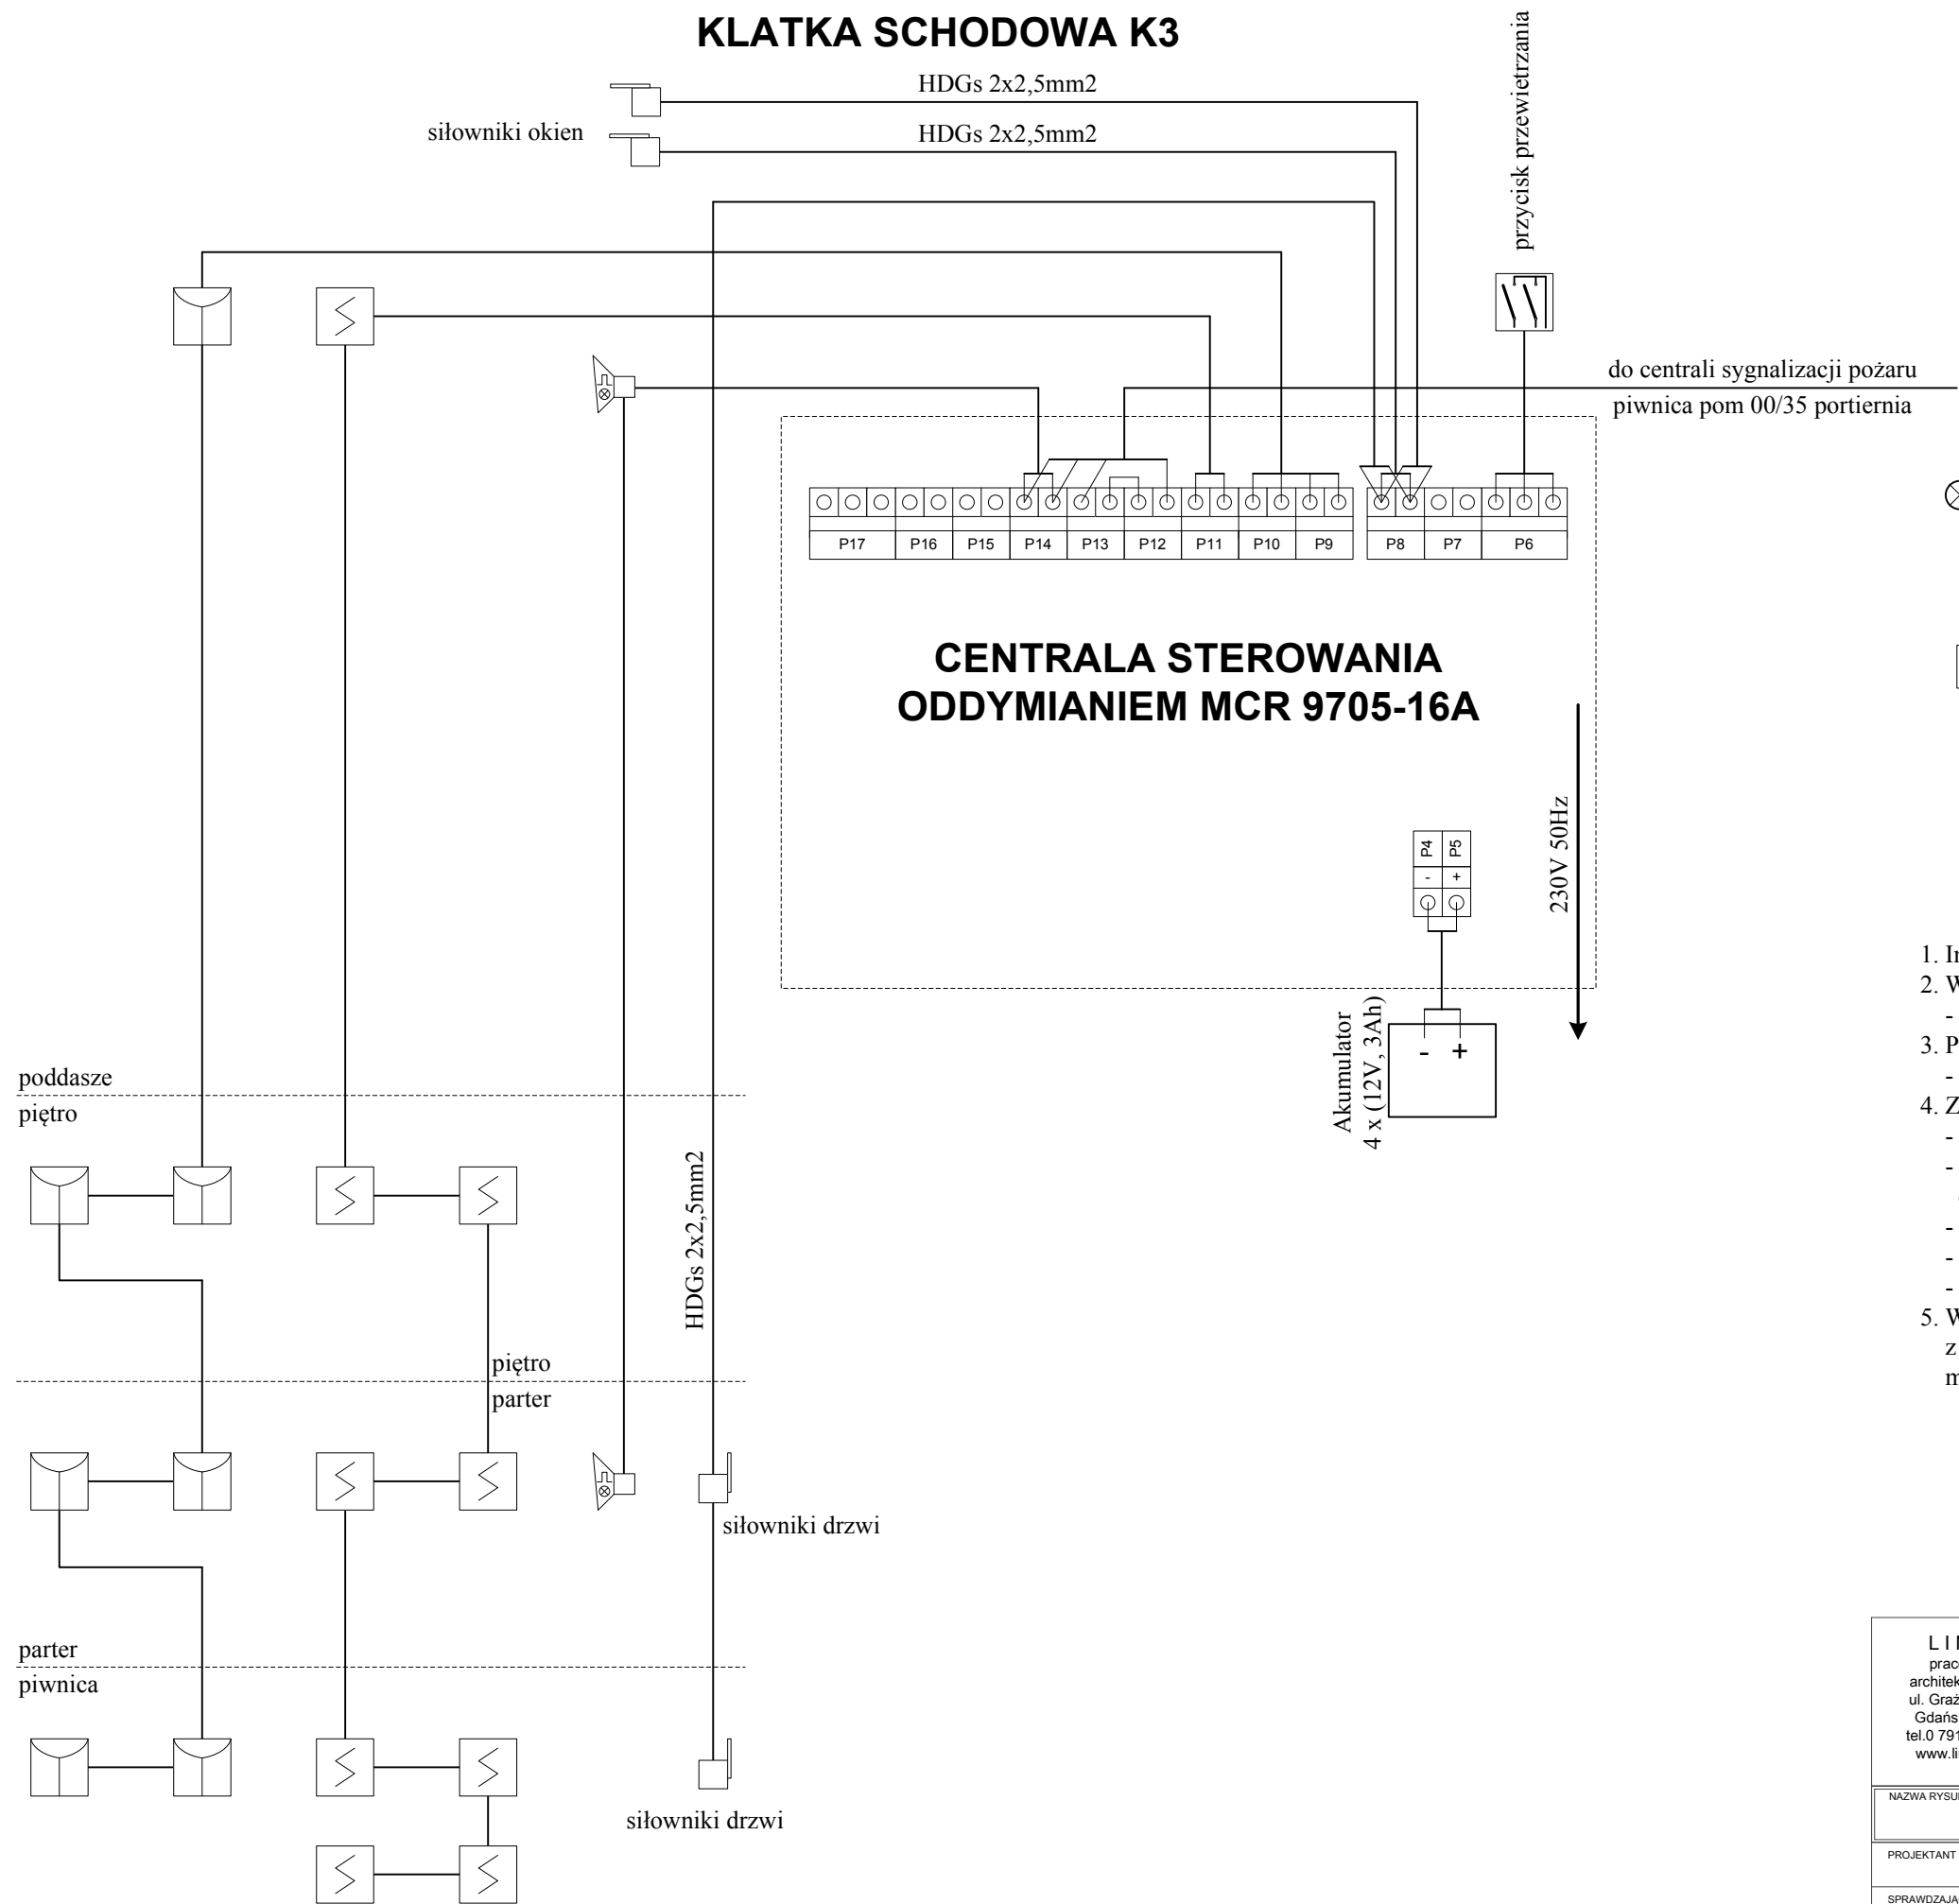 KLATKA SCHODOWA K3
HDGs 2x2,5mm2
siłowniki okien
HDGs 2x2,5mm2
przycisk przewietrzania
do centrali sygnalizacji pożaru
piwnica pom 00/35 portiernia
P17 P16 P15 P14 P13 P12 P11 P10 P9 P8 P7 P6
CENTRALA STEROWANIA
ODDYMIANIEM MCR 9705-16A
230V 50Hz
P4 P5
- +
Akumulator
4 x (12V, 3Ah)
- +
poddasze
piętro
HDGs 2x2,5mm2
piętro
parter
siłowniki drzwi
parter
piwnica
siłowniki drzwi
1.
2.
-
3.
-
4.
-
-
-
-
-
5.
z
tel.0 791
PROJEKTANT